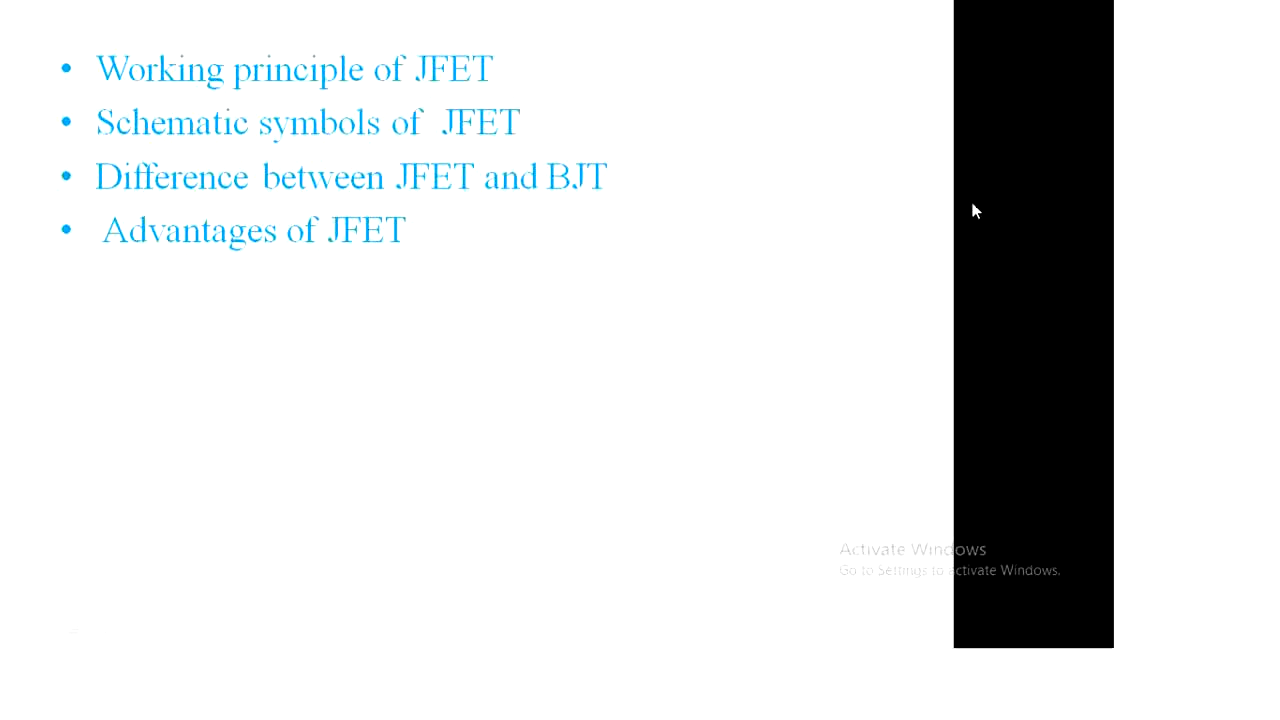 • Working principle of JFET
• Schematic symbols of JFET
• Difference between JFET and BJT
• Advantages of JFET
Activate Windows
Go to Settings to activate Windows.